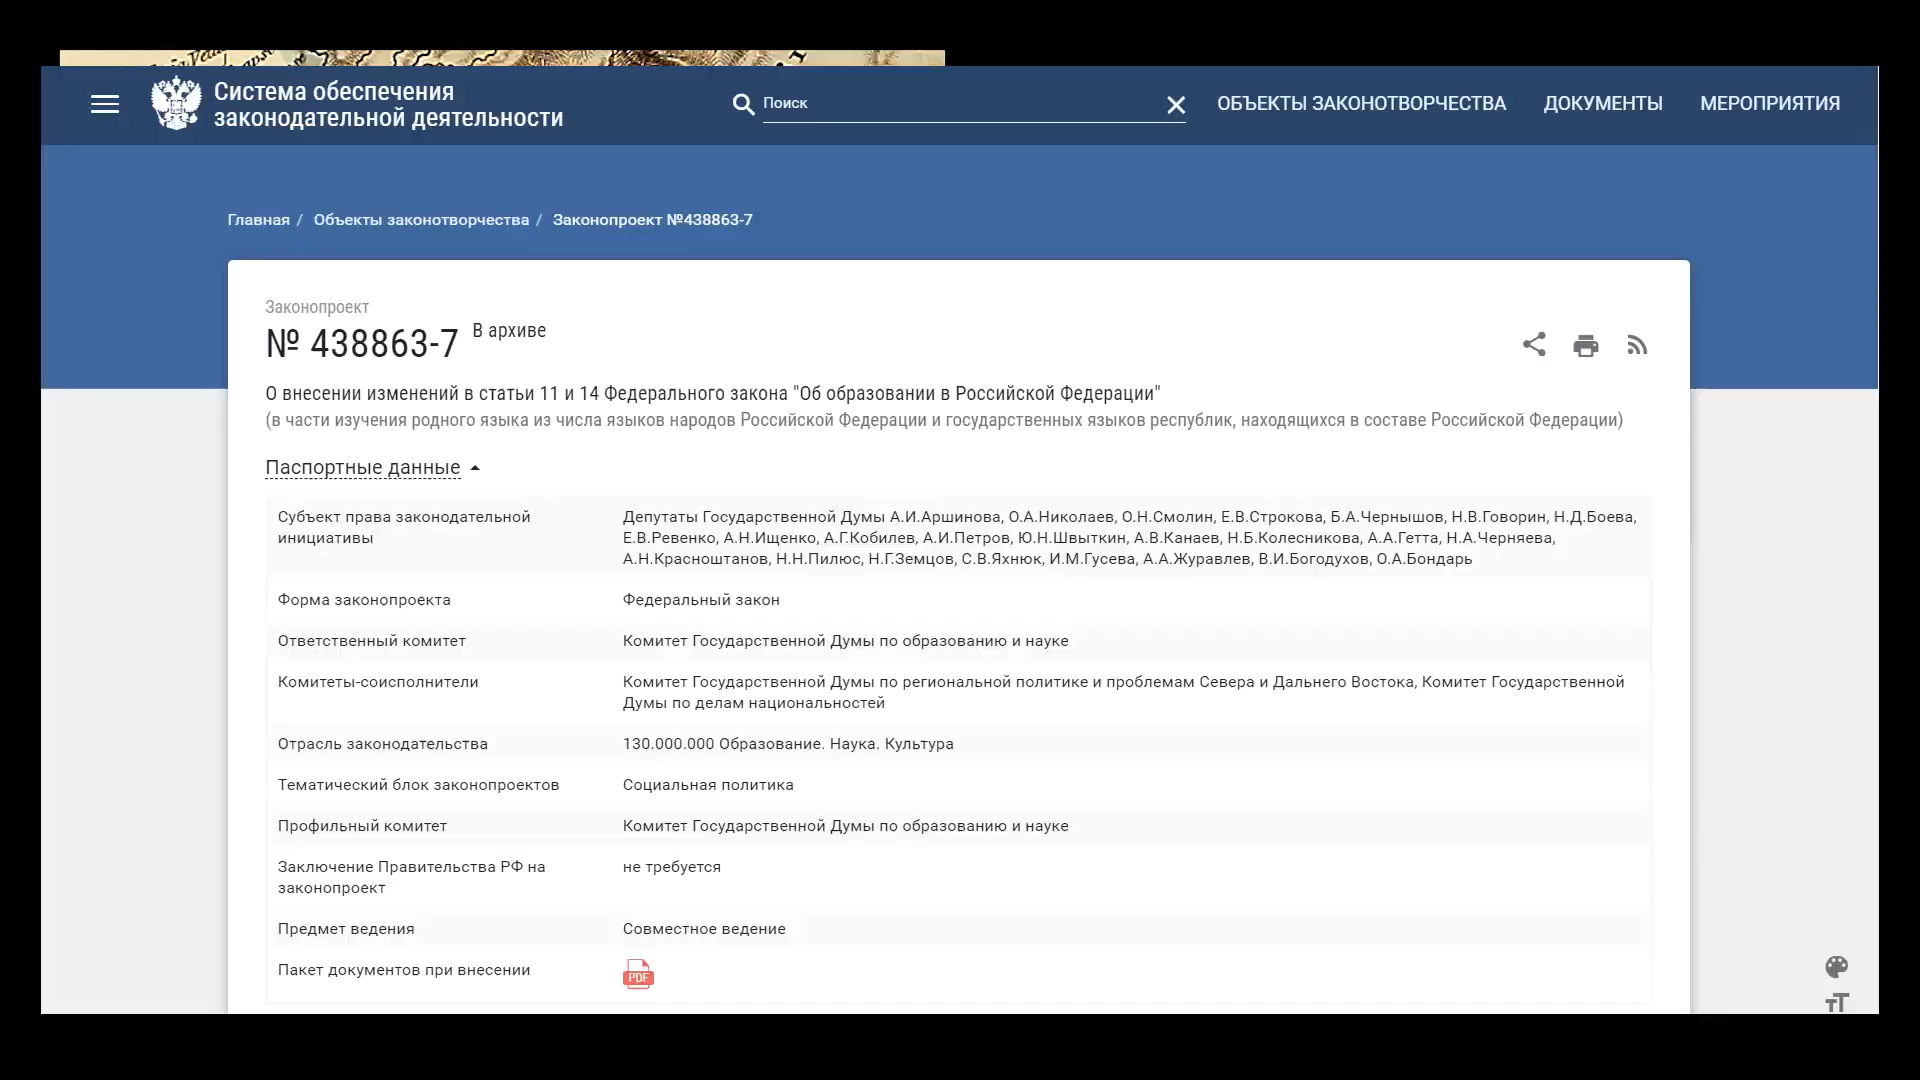 Система обеспечения
законодательной деятельности
Поиск
ОБЪЕКТЫ ЗАКОНОТВОРЧЕСТВА
ДОКУМЕНТЫ
МЕРОПРИЯТИЯ
Главная / Объекты законотворчества / Законопроект №438863-7
Законопроект
№ 438863-7 В архиве
О внесении изменений в статьи 11 и 14 Федерального закона "Об образовании в Российской Федерации"
(в части изучения родного языка из числа языков народов Российской Федерации и государственных языков республик, находящихся в составе Российской Федерации)
Паспортные данные
Субъект права законодательной
инициативы
Депутаты Государственной Думы А.И.Аршинова, О.А.Николаев, О.Н.Смолин, Е.В.Строкова, Б.А.Чернышов, Н.В.Говорин, Н.Д.Боева,
Е.В.Ревенко, А.Н.Ищенко, А.Г.Кобилев, А.И.Петров, Ю.Н.Швыткин, А.В.Канаев, Н.Б.Колесникова, А.А.Гетта, Н.А.Черняева,
А.Н.Красноштанов, Н.Н.Пилюс, Н.Г.Земцов, С.В.Яхнюк, И.М.Гусева, А.А.Журавлев, В.И.Богодухов, О.А.Бондарь
Форма законопроекта
Федеральный закон
Ответственный комитет
Комитет Государственной Думы по образованию и науке
Комитеты-соисполнители
Комитет Государственной Думы по региональной политике и проблемам Севера и Дальнего Востока, Комитет Государственной
Думы по делам национальностей
Отрасль законодательства
130.000.000 Образование. Наука. Культура
Тематический блок законопроектов
Социальная политика
Профильный комитет
Комитет Государственной Думы по образованию и науке
Заключение Правительства РФ на
законопроект
не требуется
Предмет ведения
Совместное ведение
Пакет документов при внесении
PDF
тТ